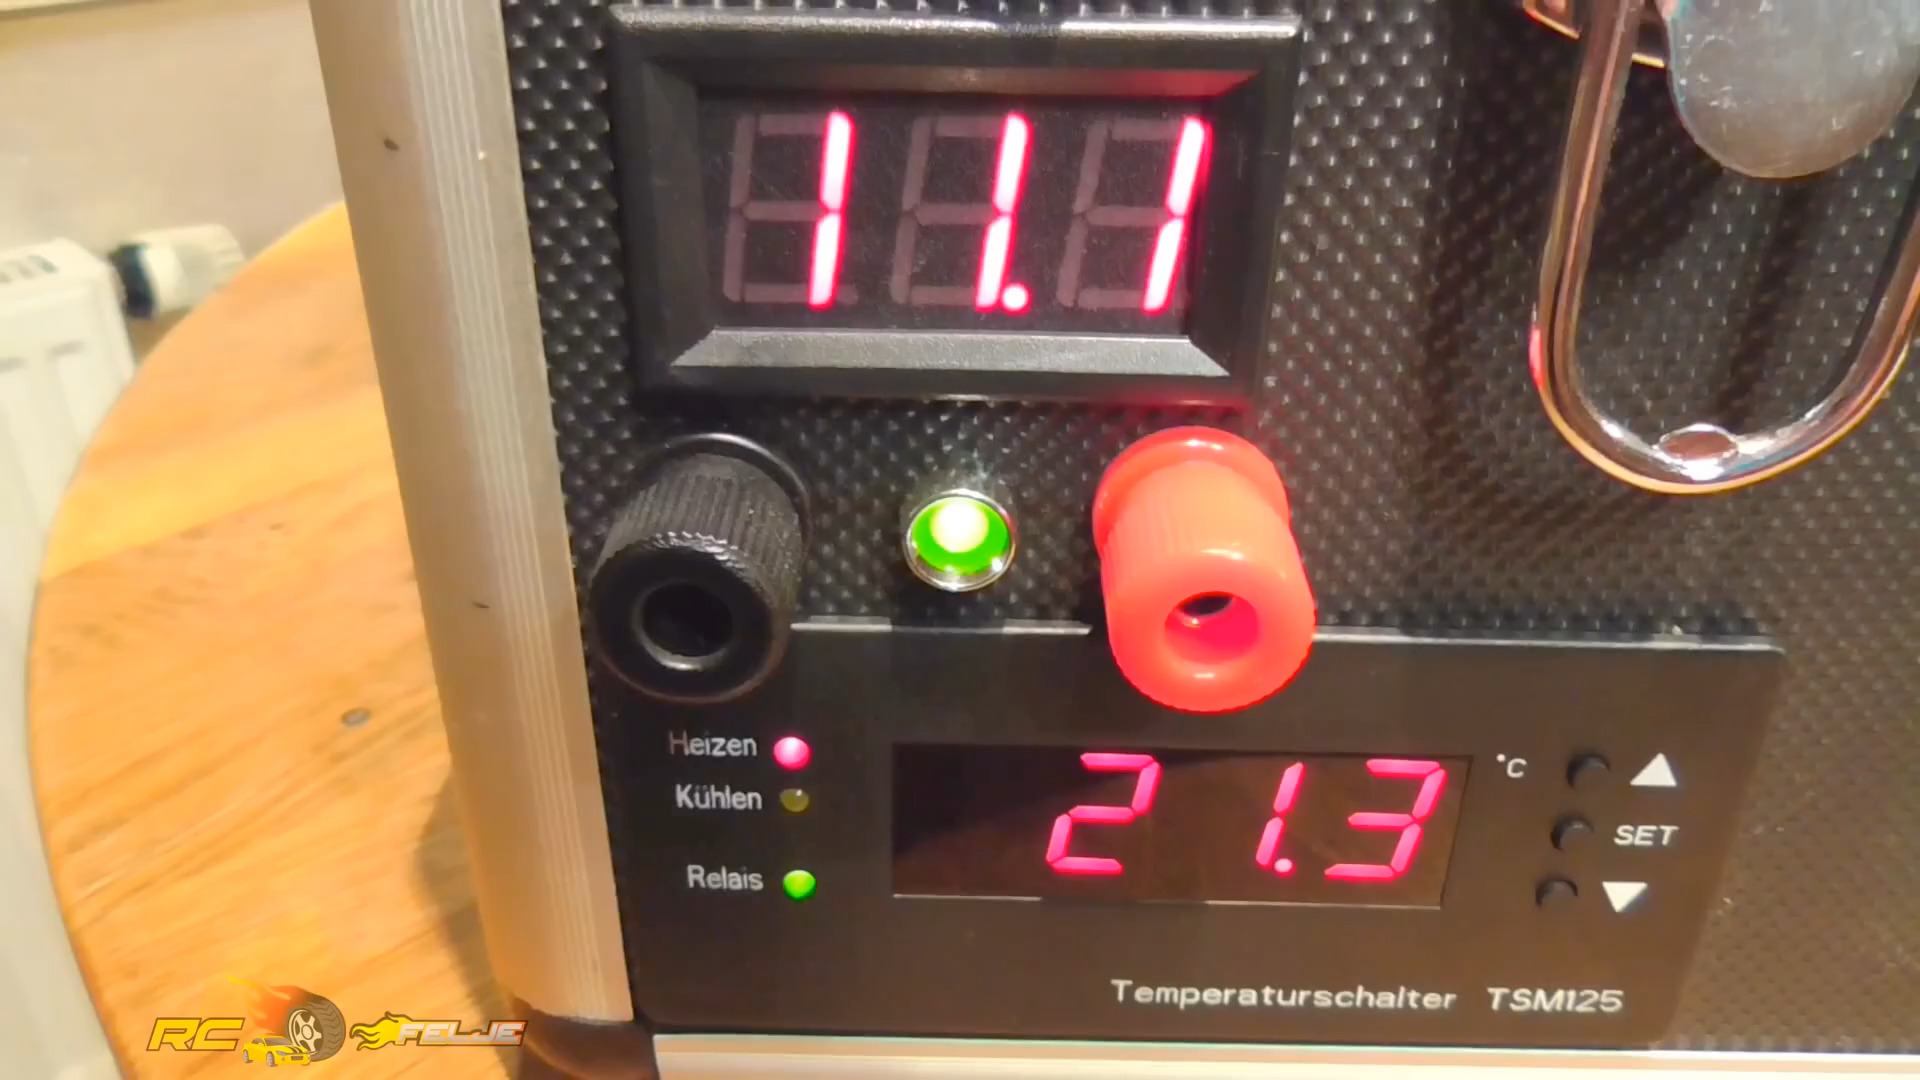 11.1
Heizen
Kühlen
Relais
21.3
°C
SET
Temperaturschalter TSM125
RC FELJE